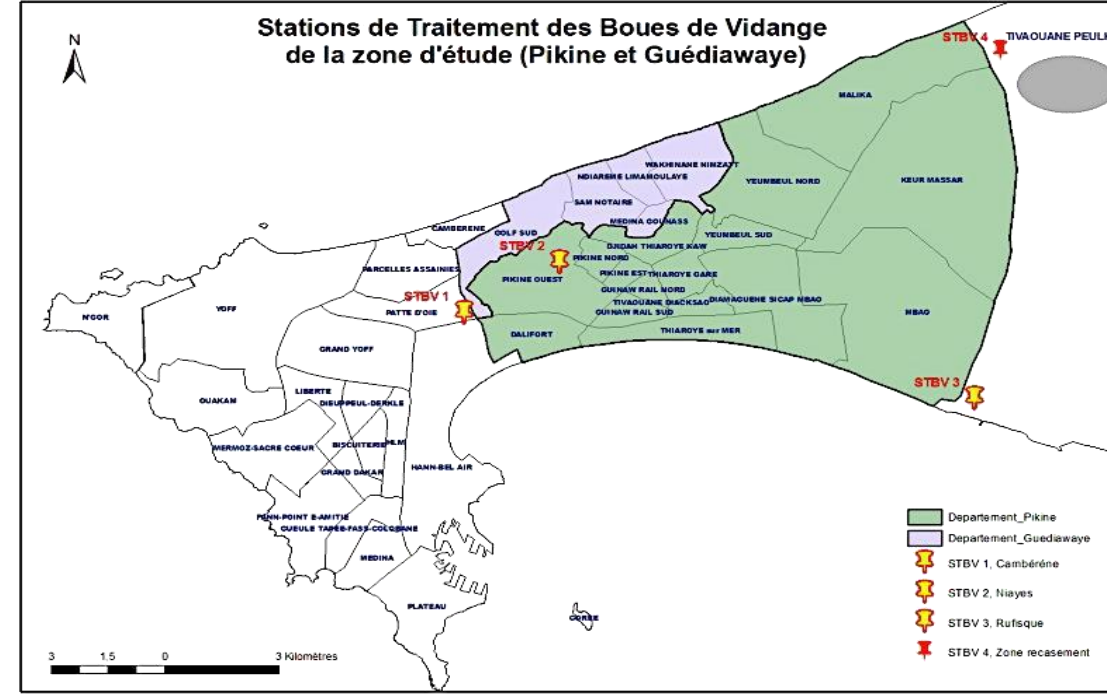 Stations de Traitement des Boues de Vidange
de la zone d'étude (Pikine et Guédiawaye)
N
STBV 4
TIVAOUANE PEULH
MALIKA
WAKHINANE NIMZATT
NDIAREME LIMAMOULAYE
YEUMBEUL NORD
KEUR MASSAR
SAM NOTAIRE
MEDINA GOUNASS
CAMBERENE
GOLF SUD
YEUMBEUL SUD
STBV 2
DJIDAH THIAROYE KAW
PIKINE NORD
PARCELLES ASSAINIES
PIKINE OUEST
PIKINE EST
THIAROYE GARE
GUINAW RAIL NORD
STBV 1
TIVAOUANE DIACKSAO
DIAMAGUENE SICAP MBAO
YOFF
N'GOR
PATTE D'OIE
GUINAW RAIL SUD
MBAO
DALIFORT
THIAROYE sur MER
GRAND YOFF
STBV 3
OUAKAM
LIBERTE
DIEUPPEUL-DERKLE
MERMOZ-SACRE COEUR
BISCUITERIE
HLM
GRAND DAKAR
HANN-BEL AIR
FANN-POINT E-AMITIE
GUEULE TAPEE-FASS-COLOBANE
MEDINA
PLATEAU
GOREE
Departement_Pikine
Departement_Guediawaye
STBV 1, Cambéréne
STBV 2, Niayes
STBV 3, Rufisque
STBV 4, Zone recasement
3 1.5 0 3 Kilomètres